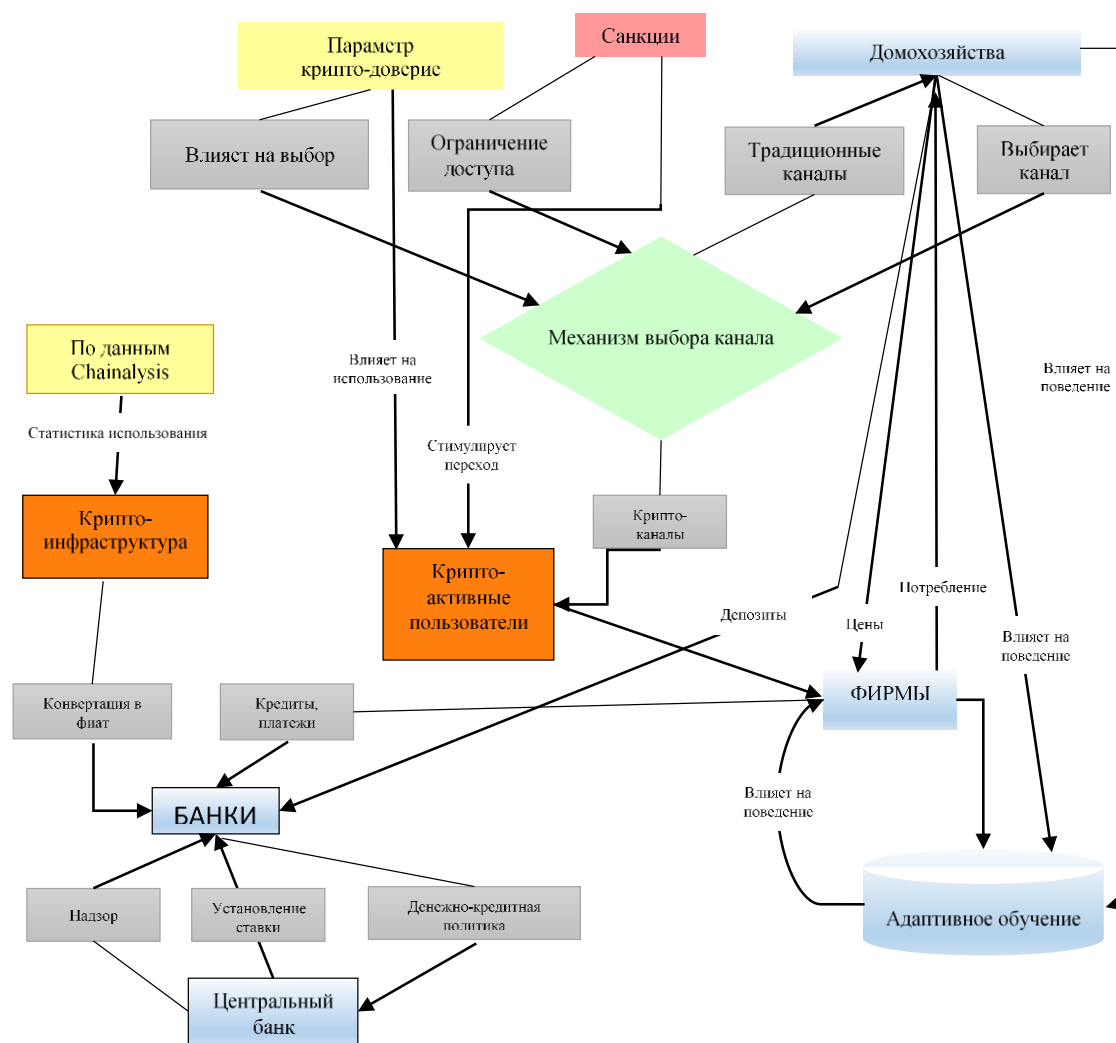 Параметр
крипто-доверие
Санкции
Домохозяйства
Влияет на выбор
Ограничение
доступа
Традиционные
каналы
Выбирает
канал
Механизм выбора канала
По данным
Chainalysis
Влияет на
использование
Влияет на
поведение
Статистика использования
Стимулирует
переход
Крипто-
инфраструктура
Крипто-
каналы
Крипто-
активные
пользователи
Потребление
Депозиты
Цены
Влияет на
поведение
Конвертация в
фиат
Кредиты,
платежи
ФИРМЫ
БАНКИ
Влияет на
поведение
Надзор
Установление
ставки
Денежно-кредитная
политика
Адаптивное обучение
Центральный
банк